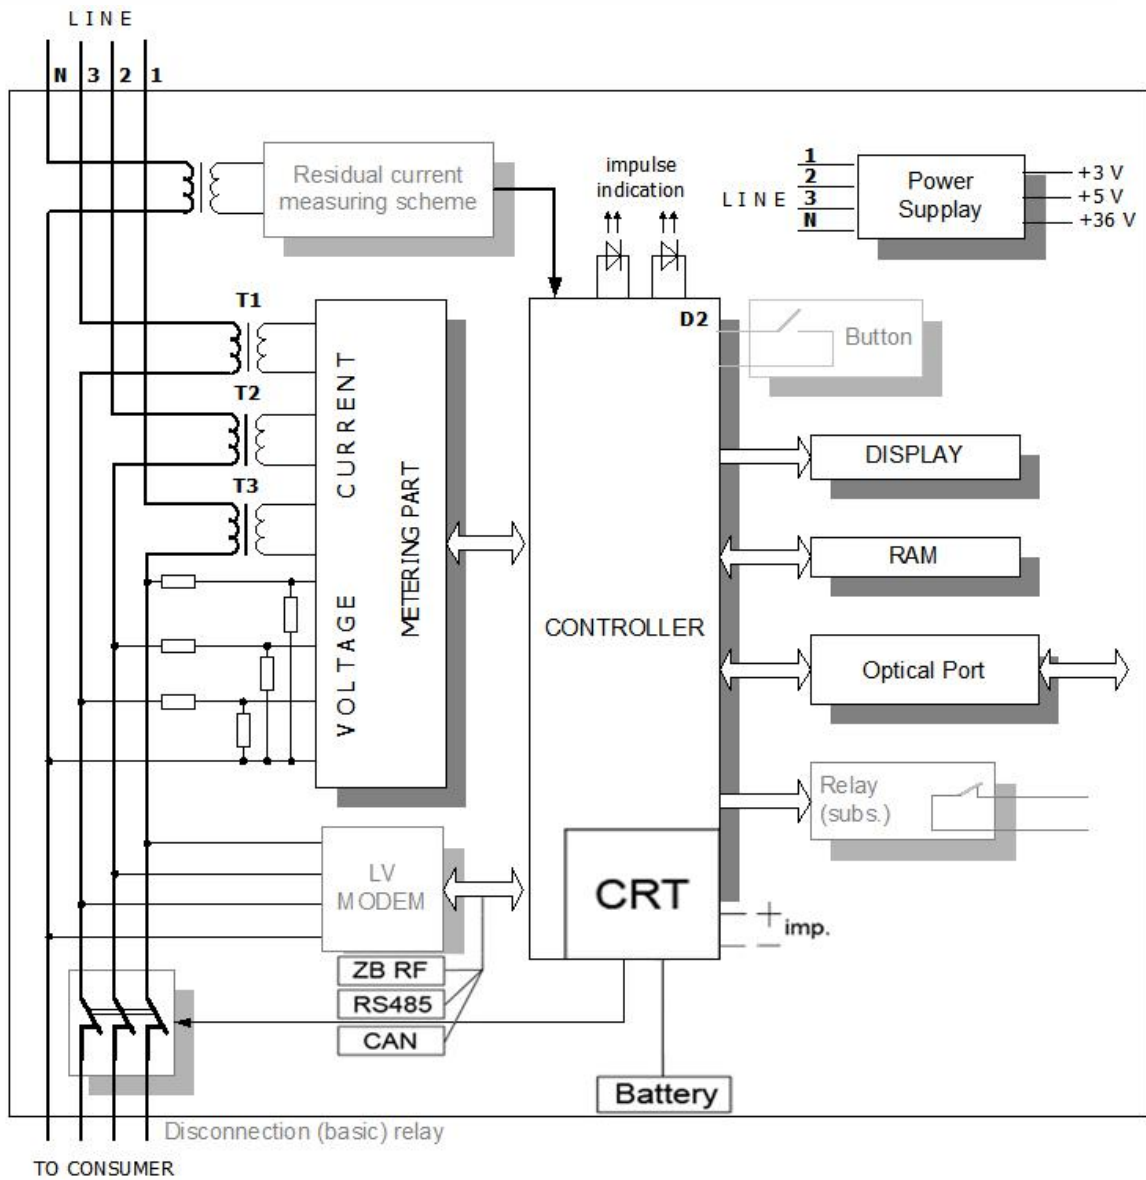 LINE
N 3 2 1
Residual current
measuring scheme
impulse
indication
LINE
1
2
3
N
Power
Supplay
+3 V
+5 V
+36 V
T1
T2
T3
CURRENT
VOLTAGE
METERING PART
D2
CONTROLLER
Button
DISPLAY
RAM
Optical Port
Relay
(subs.)
LV
MODEM
CRT
+
imp.
−
ZB RF
RS485
CAN
Battery
Disconnection (basic) relay
TO CONSUMER